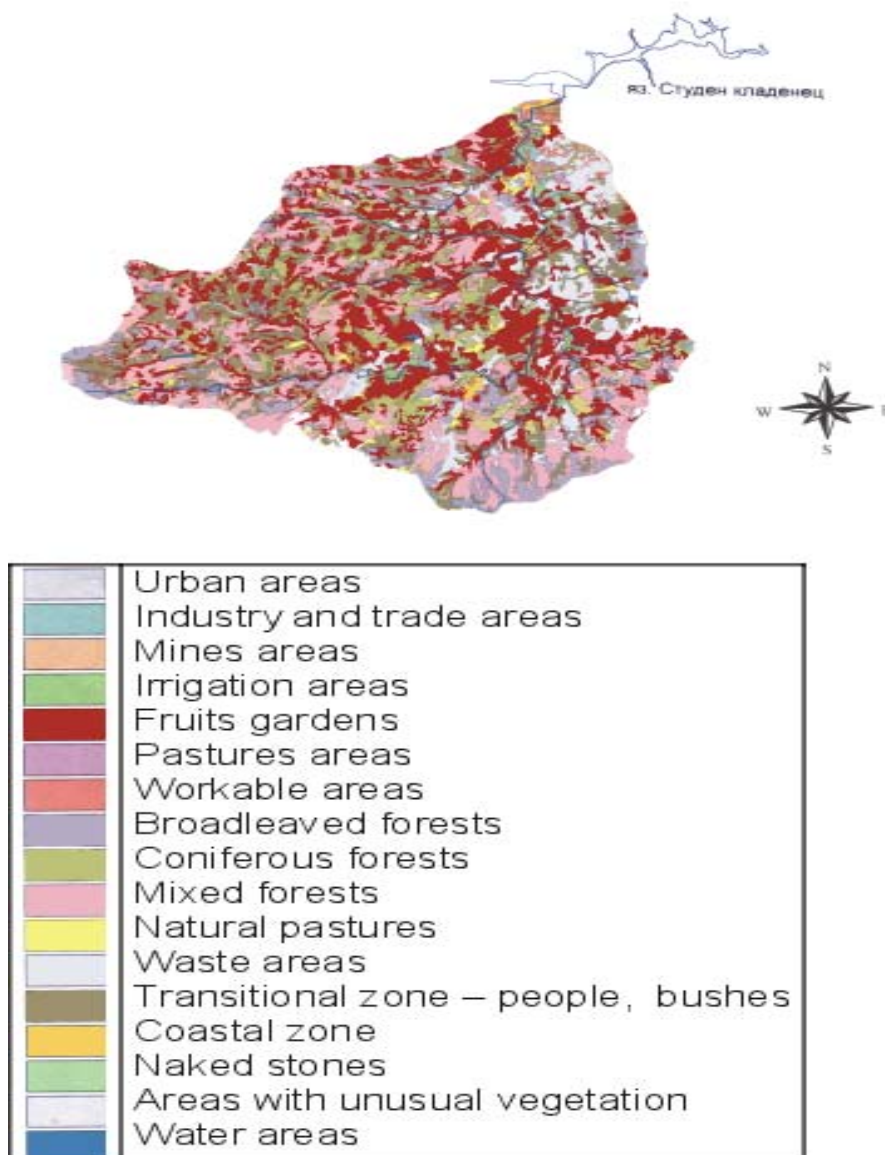 яз. Студен кладенец
N
W
E
S
Urban areas
Industry and trade areas
Mines areas
Irrigation areas
Fruits gardens
Pastures areas
Workable areas
Broadleaved forests
Coniferous forests
Mixed forests
Natural pastures
Waste areas
Transitional zone – people, bushes
Coastal zone
Naked stones
Areas with unusual vegetation
Water areas